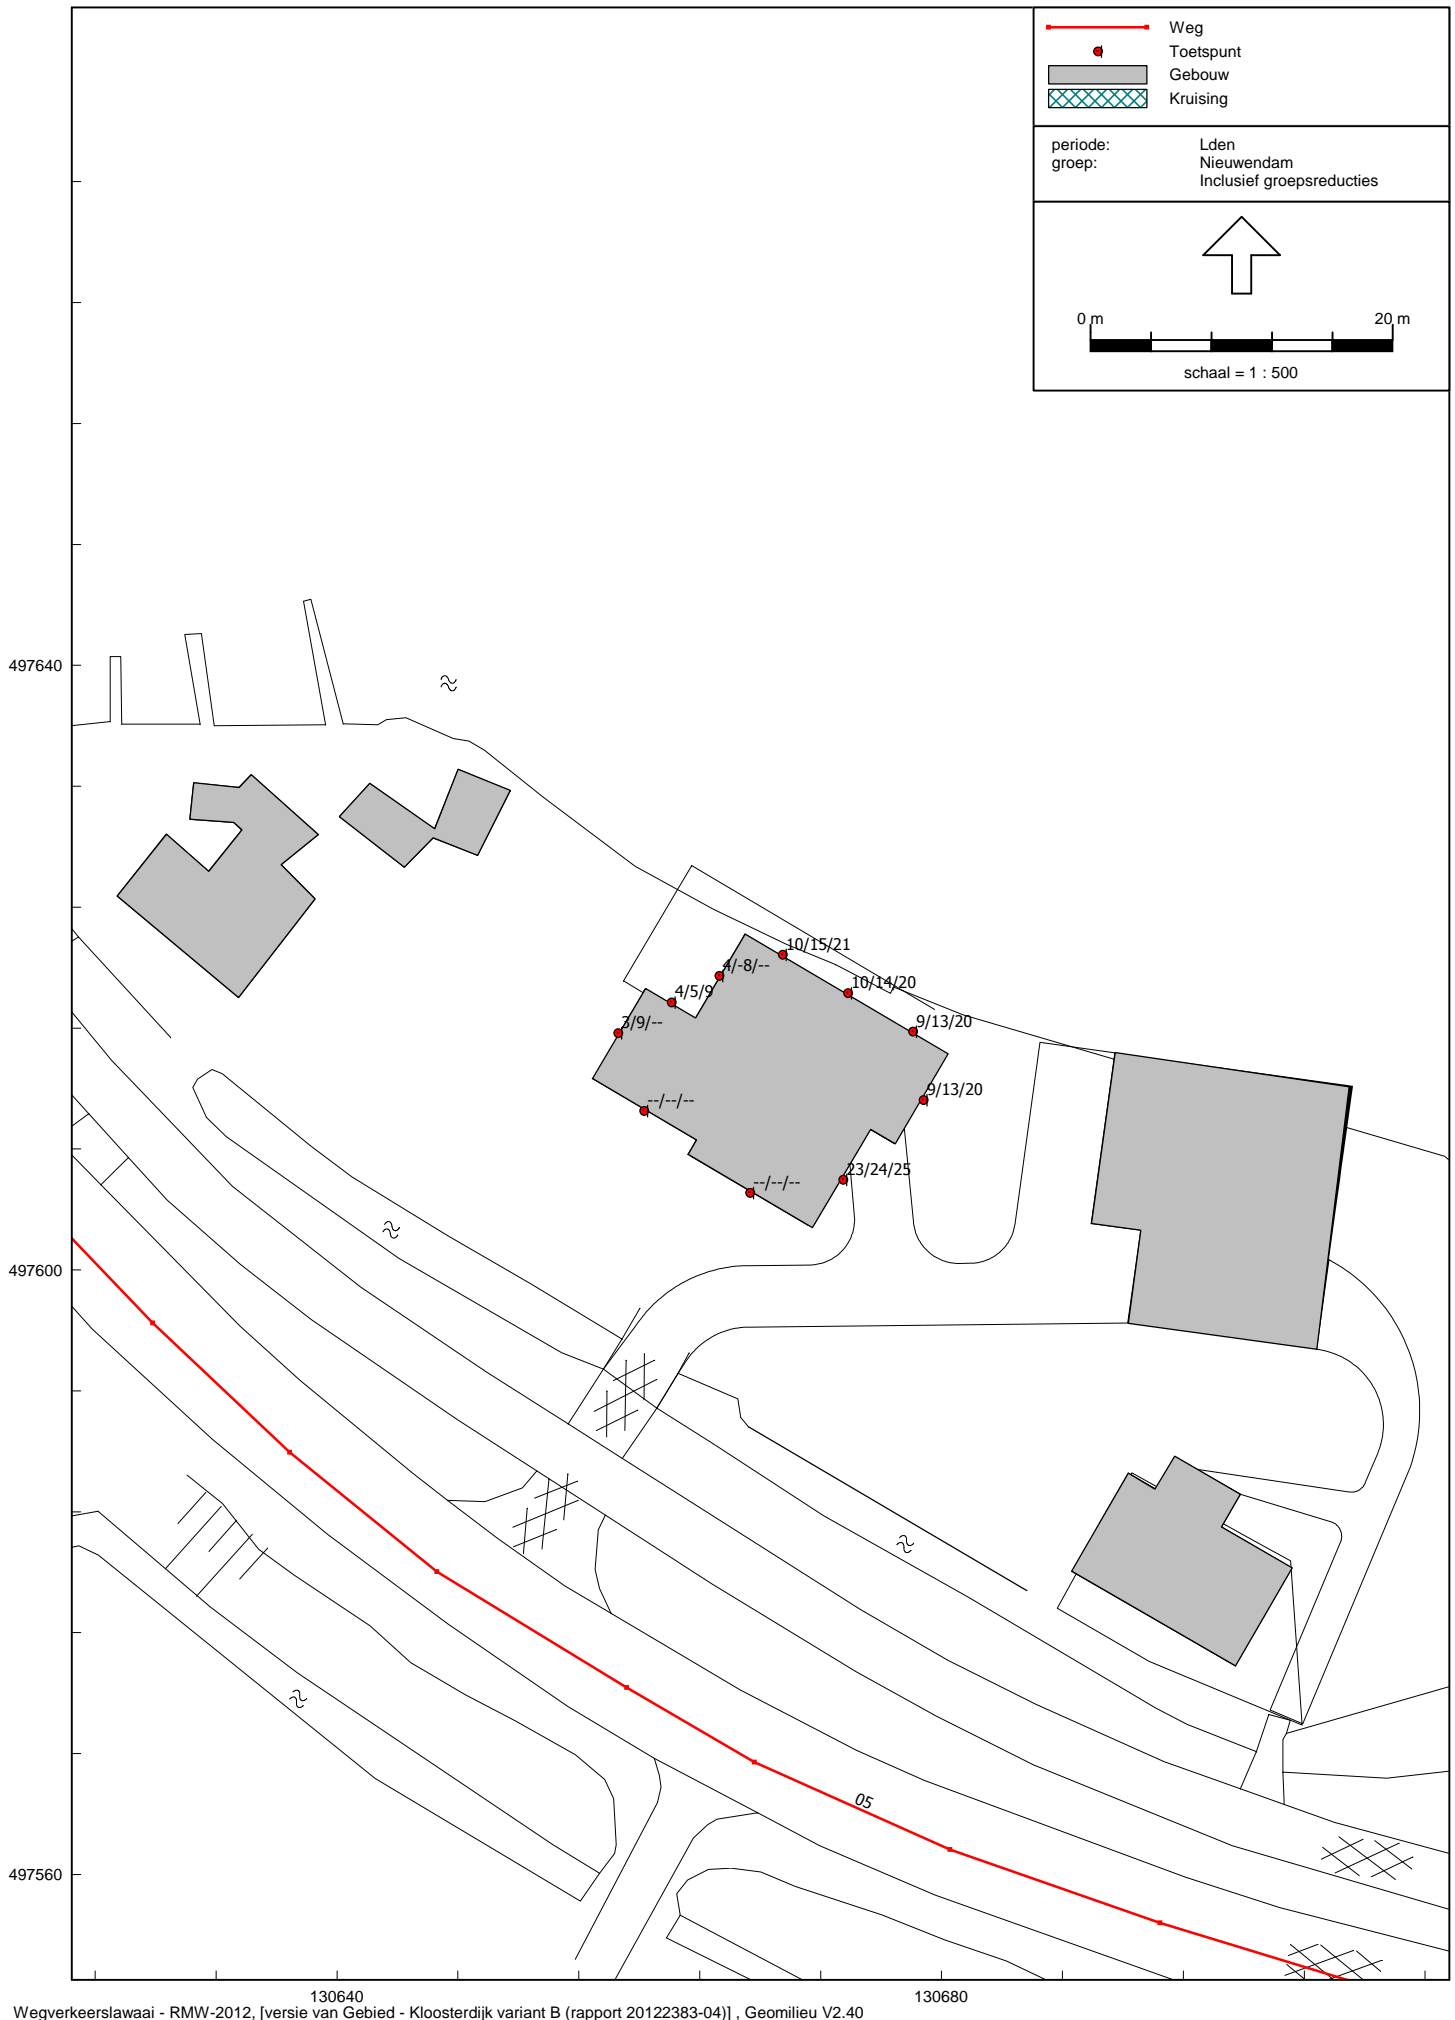 Weg
Toetspunt
Gebouw
Kruising
periode: Lden
groep: Nieuwendam
Inclusief groepsreducties
0 m 20 m
schaal = 1 : 500
497640
10/15/21
4/-8/--
10/14/20
4/5/9
3/9/--
9/13/20
9/13/20
--/--/--
23/24/25
--/--/--
497600
05
497560
130640 130680
Wegverkeerslawaai - RMW-2012, [versie van Gebied - Kloosterdijk variant B (rapport 20122383-04)] , Geomilieu V2.40